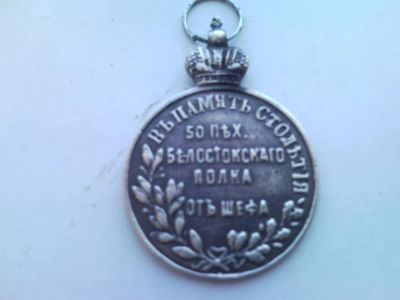 ВЪ ПАМЯТЬ СТОЛѢТІЯ
50 ПѢХ.
БѢЛОСТОКСКАГО
ПОЛКА
ОТЪ ШЕФА